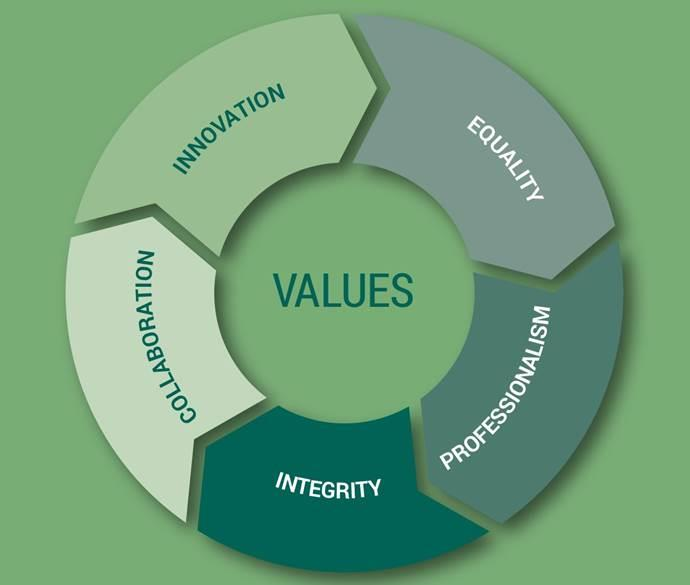 INNOVATION
EQUALITY
VALUES
COLLABORATION
PROFESSIONALISM
INTEGRITY